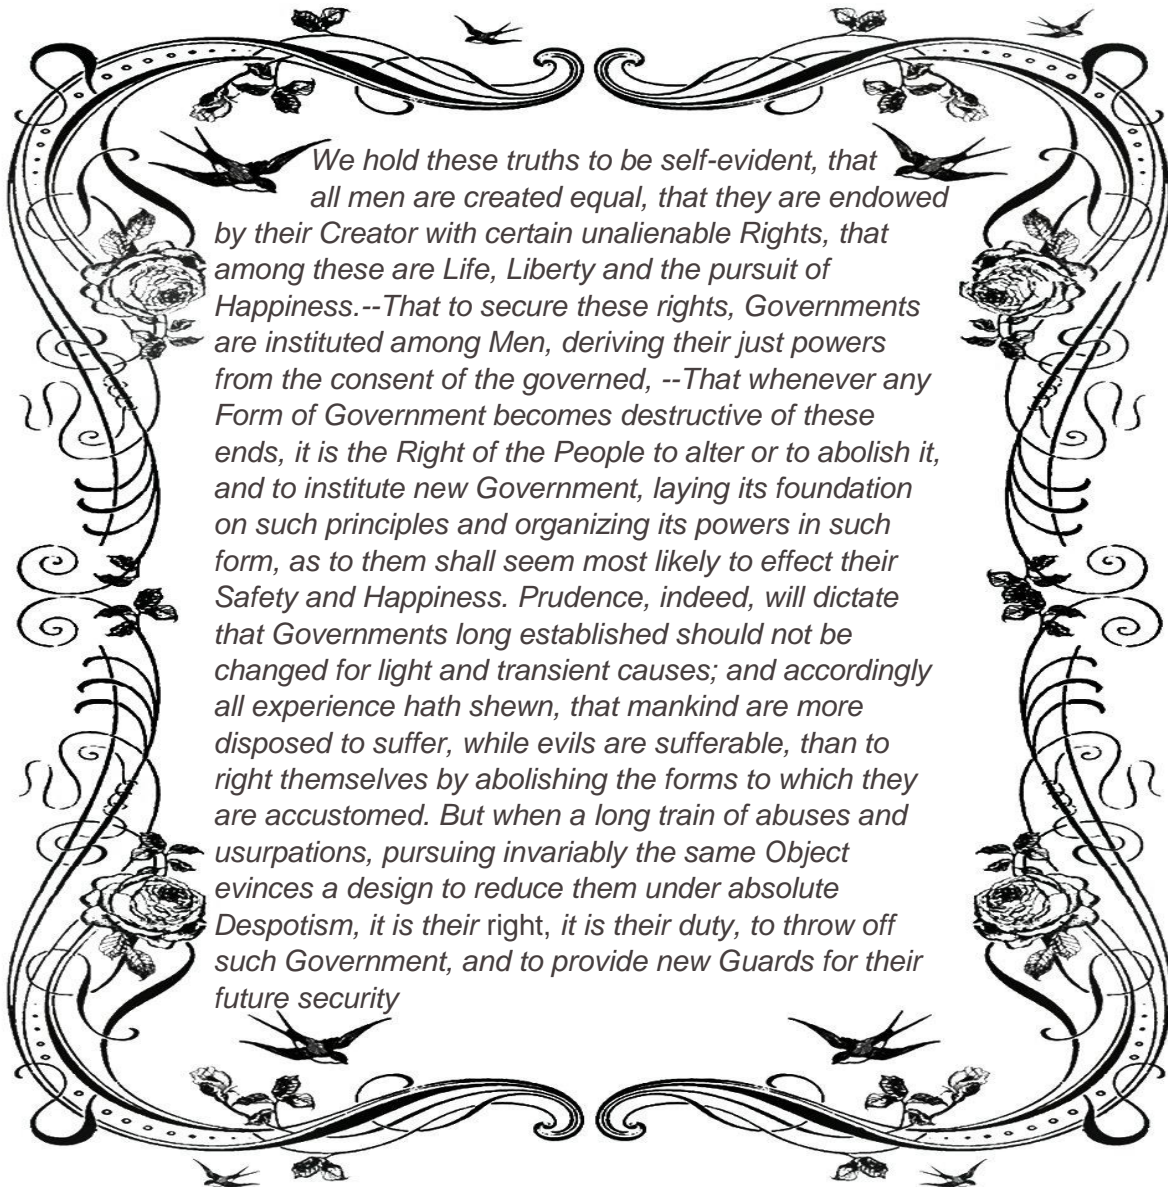 We hold these truths to be self-evident, that
all men are created equal, that they are endowed
by their Creator with certain unalienable Rights, that
among these are Life, Liberty and the pursuit of
Happiness.--That to secure these rights, Governments
are instituted among Men, deriving their just powers
from the consent of the governed, --That whenever any
Form of Government becomes destructive of these
ends, it is the Right of the People to alter or to abolish it,
and to institute new Government, laying its foundation
on such principles and organizing its powers in such
form, as to them shall seem most likely to effect their
Safety and Happiness. Prudence, indeed, will dictate
that Governments long established should not be
changed for light and transient causes; and accordingly
all experience hath shewn, that mankind are more
disposed to suffer, while evils are sufferable, than to
right themselves by abolishing the forms to which they
are accustomed. But when a long train of abuses and
usurpations, pursuing invariably the same Object
evinces a design to reduce them under absolute
Despotism, it is their right, it is their duty, to throw off
such Government, and to provide new Guards for their
future security